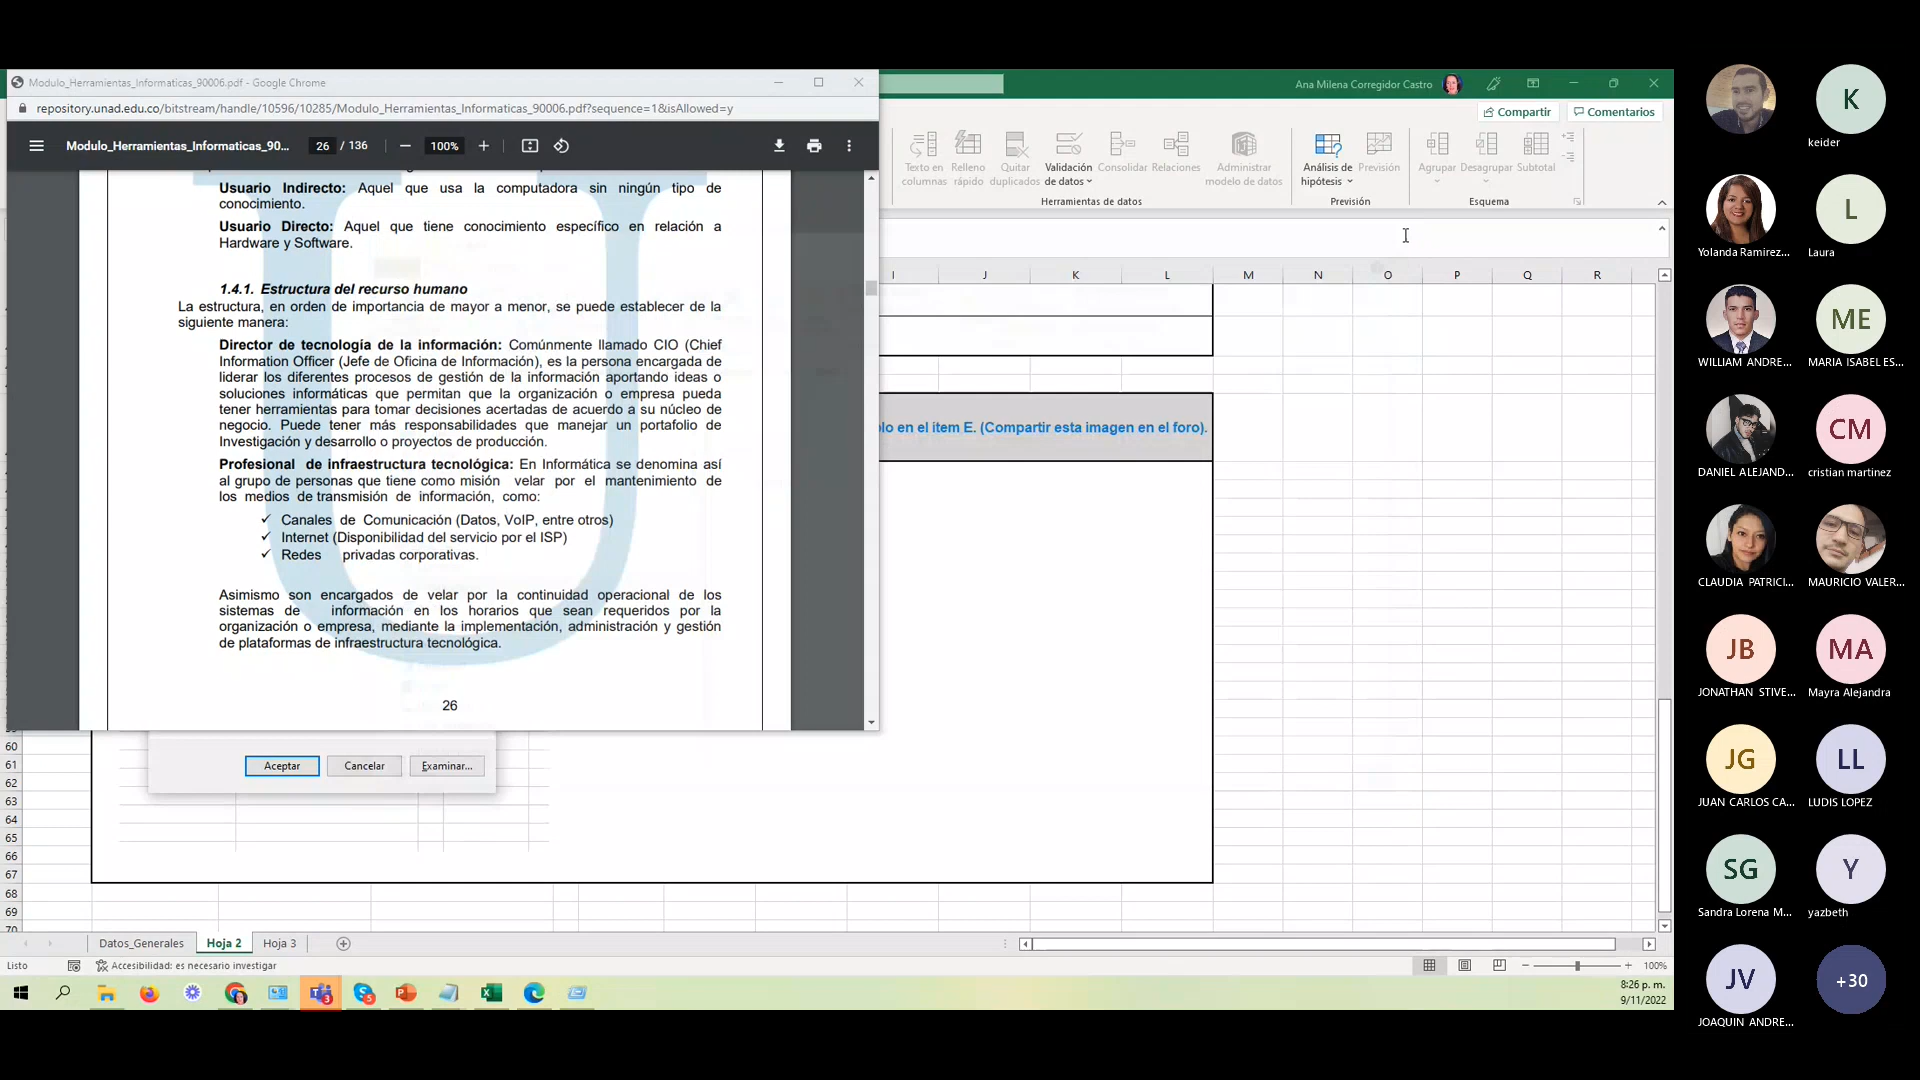 Modulo_Herramientas_Informaticas_90006.pdf - Google Chrome
repository.unad.edu.co/bitstream/handle/10596/10285/Modulo_Herramientas_Informaticas_90006.pdf?sequence=1&isAllowed=y
Modulo_Herramientas_Informaticas_90... 26 / 136 100%
Usuario Indirecto: Aquel que usa la computadora sin ningún tipo de
conocimiento.
Usuario Directo: Aquel que tiene conocimiento específico en relación a
Hardware y Software.
1.4.1. Estructura del recurso humano
La estructura, en orden de importancia de mayor a menor, se puede establecer de la
siguiente manera:
Director de tecnología de la información: Comúnmente llamado CIO (Chief
Information Officer (Jefe de Oficina de Información), es la persona encargada de
liderar los diferentes procesos de gestión de la información aportando ideas o
soluciones informáticas que permitan que la organización o empresa pueda
tener herramientas para tomar decisiones acertadas de acuerdo a su núcleo de
negocio. Puede tener más responsabilidades que manejar un portafolio de
Investigación y desarrollo o proyectos de producción.
Profesional de infraestructura tecnológica: En Informática se denomina así
al grupo de personas que tiene como misión velar por el mantenimiento de
los medios de transmisión de información, como:
✓ Canales de Comunicación (Datos, VoIP, entre otros)
✓ Internet (Disponibilidad del servicio por el ISP)
✓ Redes privadas corporativas.
Asimismo son encargados de velar por la continuidad operacional de los
sistemas de información en los horarios que sean requeridos por la
organización o empresa, mediante la implementación, administración y gestión
de plataformas de infraestructura tecnológica.
26
Aceptar Cancelar Examinar...
Ana Milena Corregidor Castro
Compartir Comentarios
Texto en columnas
Relleno rápido
Quitar duplicados
Validación de datos
Consolidar
Relaciones
Administrar modelo de datos
Análisis de hipótesis
Previsión
Agrupar
Desagrupar
Subtotal
Herramientas de datos
Previsión
Esquema
I J K L M N O P Q R
lo en el item E. (Compartir esta imagen en el foro).
60
61
62
63
64
65
66
67
68
69
70
Datos_Generales Hoja 2 Hoja 3
Listo Accesibilidad: es necesario investigar 100%
8:26 p. m.
9/11/2022
K
keider
Yolanda Ramirez...
L
Laura
WILLIAM ANDRE...
ME
MARIA ISABEL ES...
DANIEL ALEJAND...
CM
cristian martinez
CLAUDIA PATRICI...
MAURICIO VALER...
JB
JONATHAN STIVE...
MA
Mayra Alejandra
JG
JUAN CARLOS CA...
LL
LUDIS LOPEZ
SG
Sandra Lorena M...
Y
yazbeth
JV
JOAQUIN ANDRE...
+30